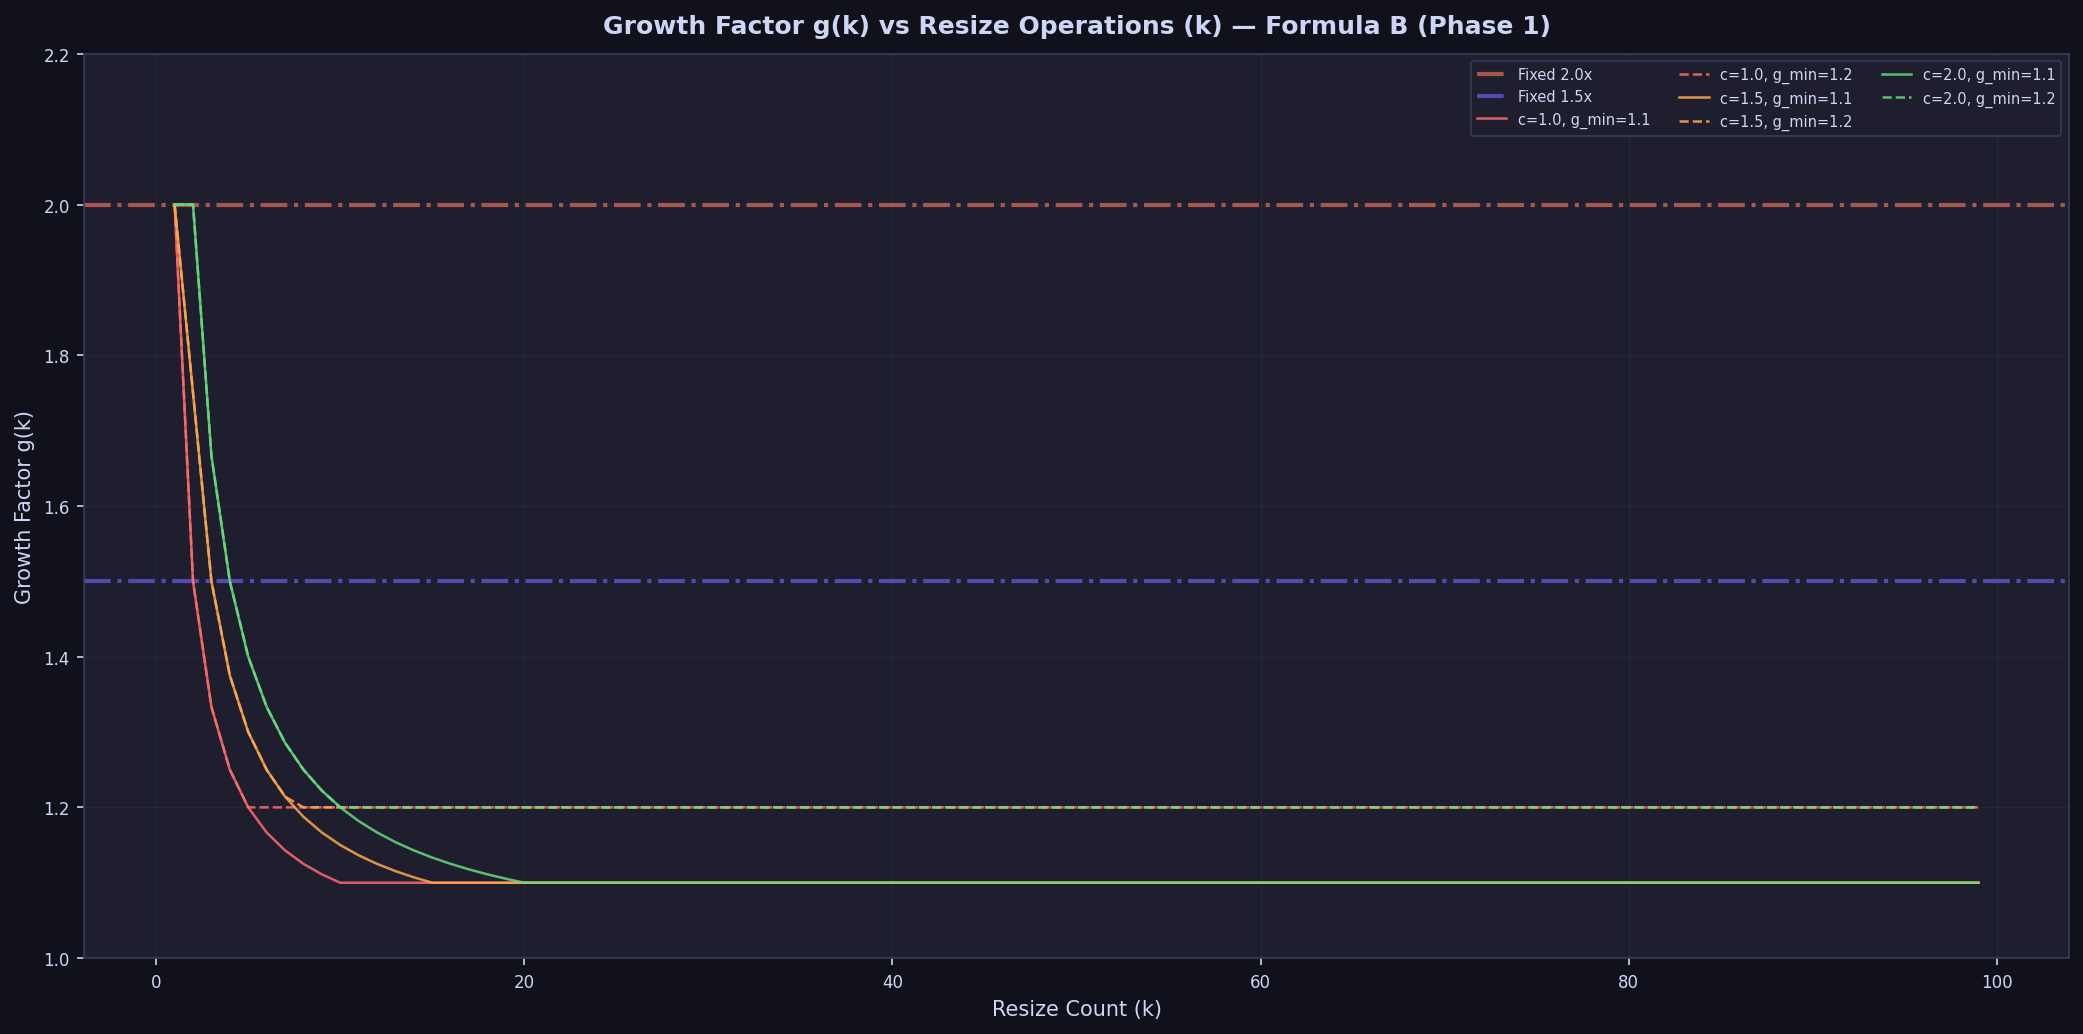 Growth Factor g(k) vs Resize Operations (k) — Formula B (Phase 1)
2.2
2.0
1.8
1.6
1.4
1.2
1.0
Growth Factor g(k)
Fixed 2.0x
Fixed 1.5x
c=1.0, g_min=1.1
c=1.0, g_min=1.2
c=1.5, g_min=1.1
c=1.5, g_min=1.2
c=2.0, g_min=1.1
c=2.0, g_min=1.2
0 20 40 60 80 100
Resize Count (k)